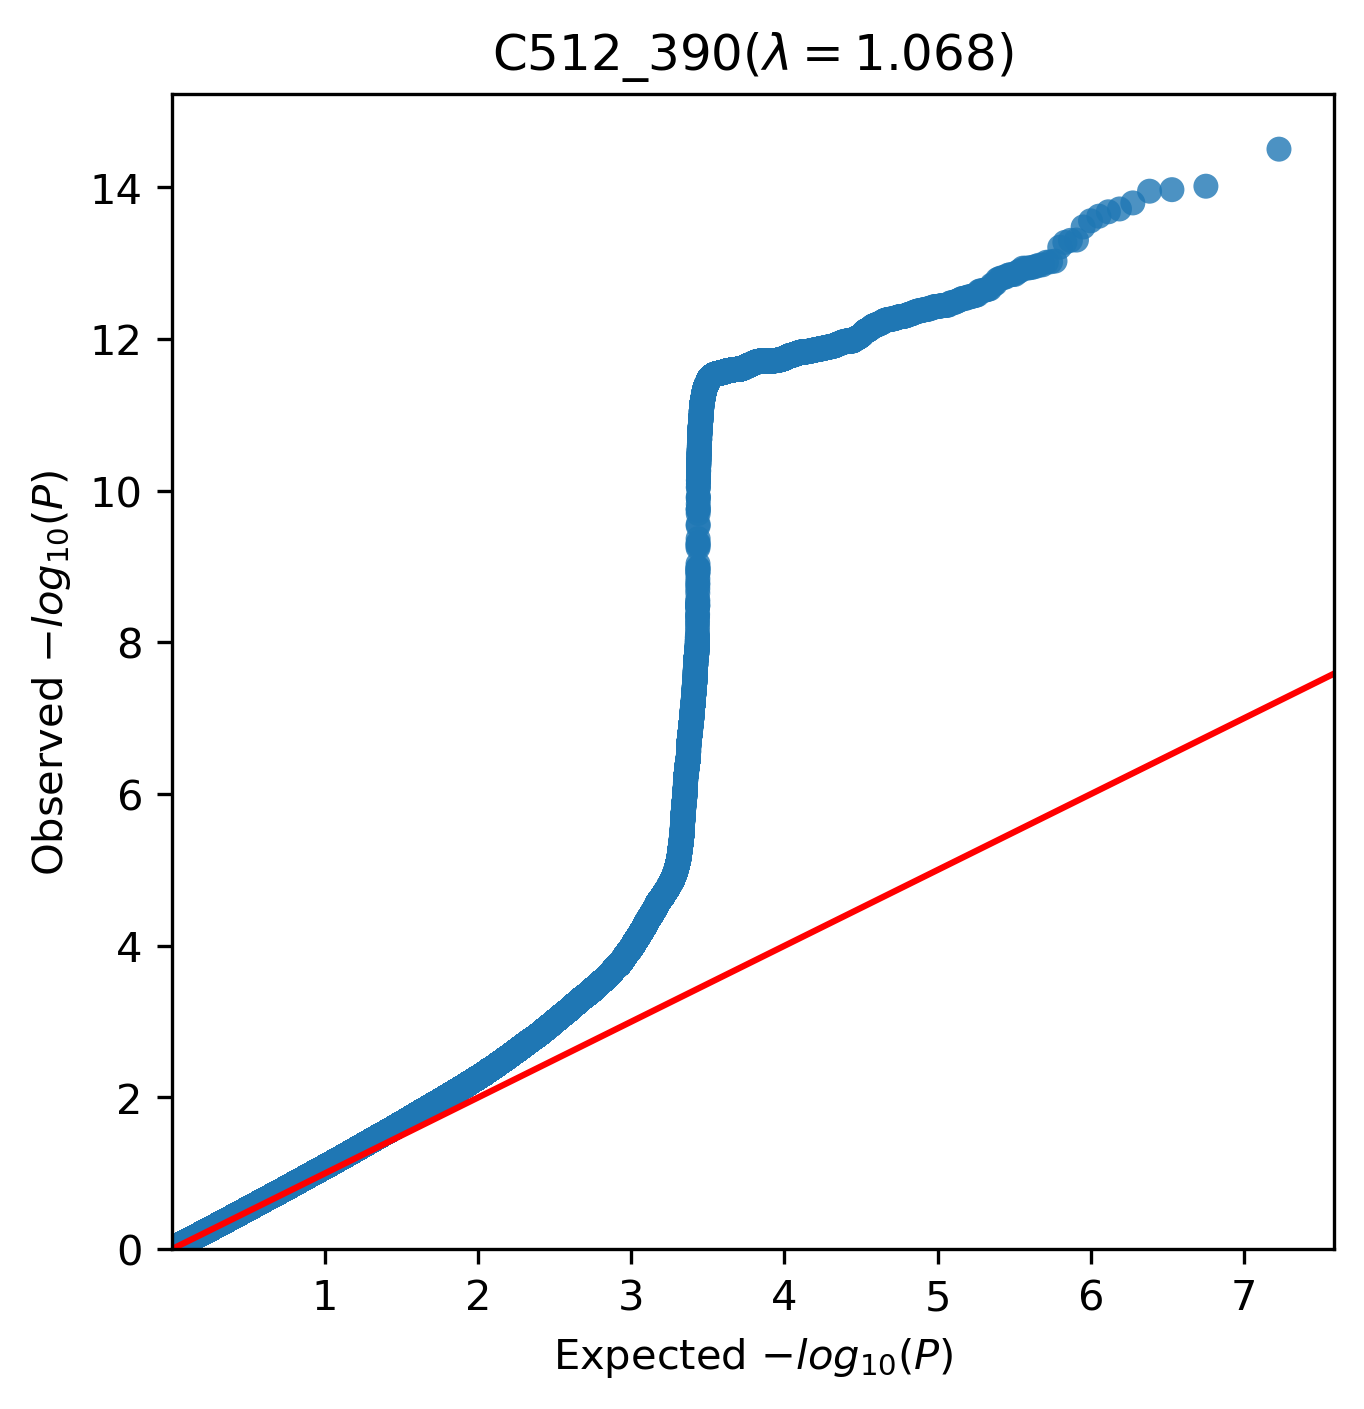 C512_390(λ = 1.068)
14
12
10
8
6
4
2
0
Observed −log₁₀(P)
1 2 3 4 5 6 7
Expected −log₁₀(P)